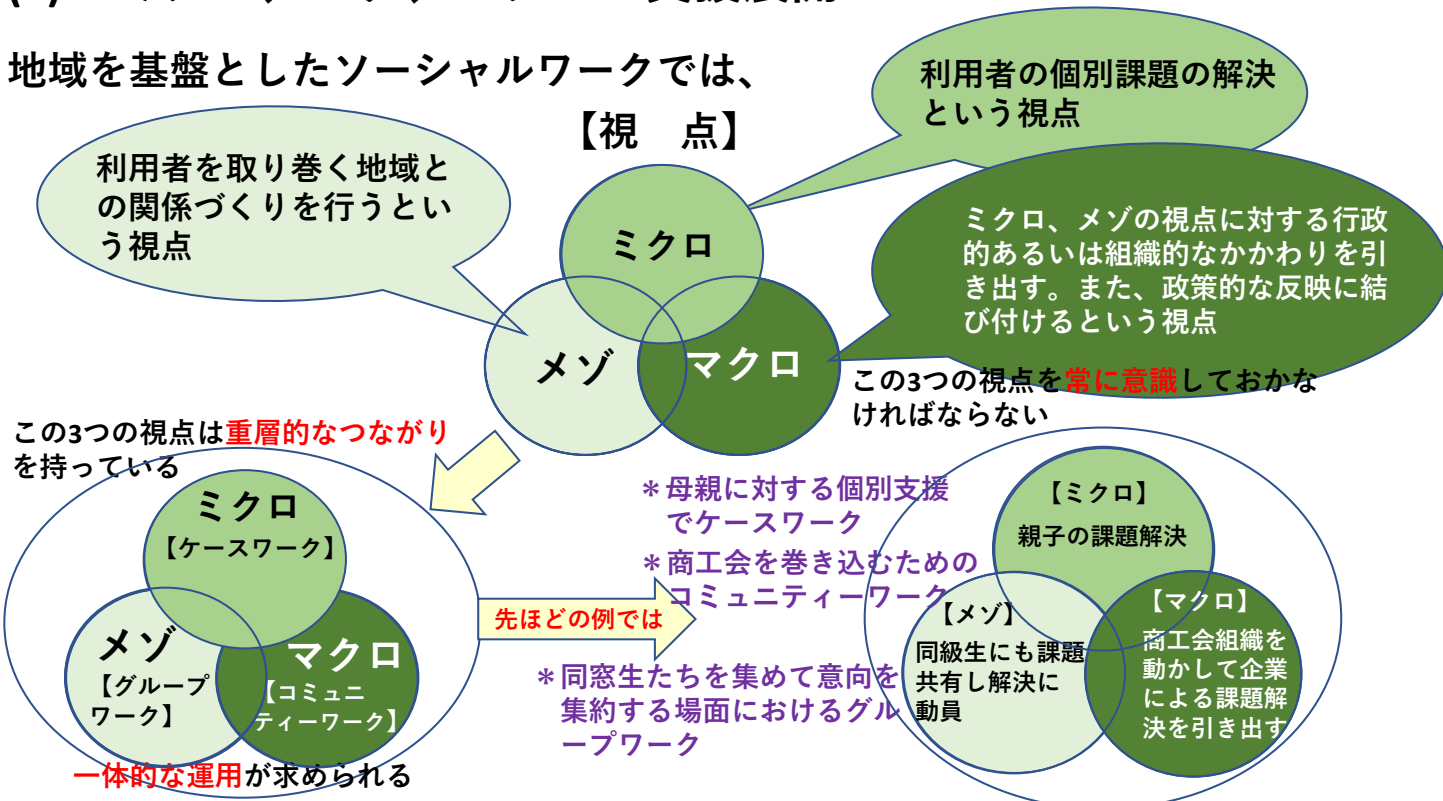 地域を基盤としたソーシャルワークでは、
【視　点】
利用者の個別課題の解決
という視点
利用者を取り巻く地域と
の関係づくりを行うとい
う視点
ミクロ、メゾの視点に対する行政
的あるいは組織的なかかわりを引
き出す。また、政策的な反映に結
び付けるという視点
ミクロ
メゾ
マクロ
この3つの視点を常に意識しておかな
ければならない
この3つの視点は重層的なつながり
を持っている
ミクロ
【ケースワーク】
メゾ
【グループ
ワーク】
マクロ
【コミュニ
ティーワーク】
一体的な運用が求められる
先ほどの例では
＊母親に対する個別支援
でケースワーク
＊商工会を巻き込むための
コミュニティーワーク
＊同窓生たちを集めて意向を
集約する場面におけるグル
ープワーク
【ミクロ】
親子の課題解決
【メゾ】
同級生にも課題
共有し解決に
動員
【マクロ】
商工会組織を
動かして企業
による課題解
決を引き出す